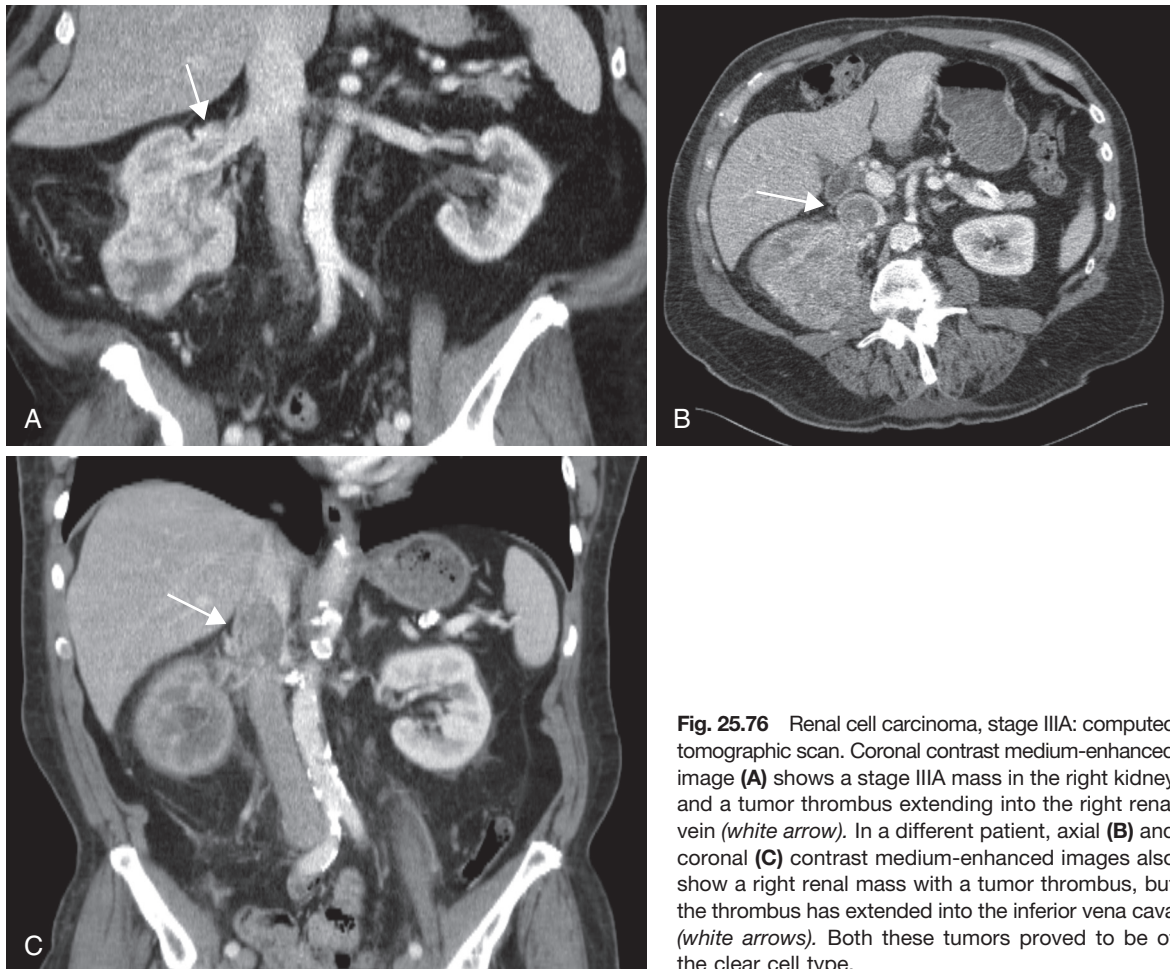 A
B
C
Fig. 25.76 Renal cell carcinoma, stage IIIA: computed
tomographic scan. Coronal contrast medium-enhanced
image (A) shows a stage IIIA mass in the right kidney
and a tumor thrombus extending into the right renal
vein (white arrow). In a different patient, axial (B) and
coronal (C) contrast medium-enhanced images also
show a right renal mass with a tumor thrombus, but
the thrombus has extended into the inferior vena cava
(white arrows). Both these tumors proved to be of
the clear cell type.